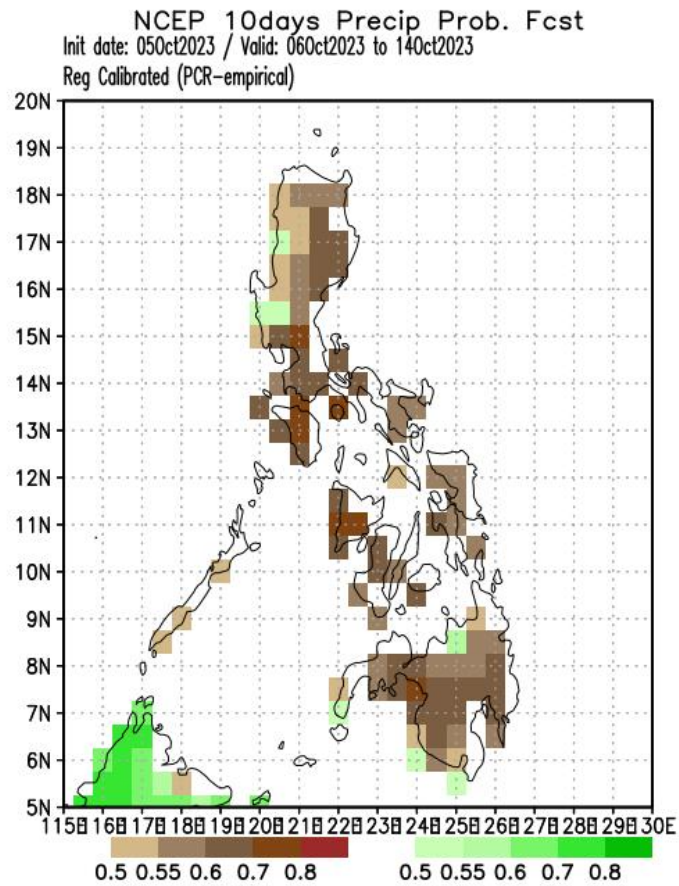 NCEP 10days Precip Prob. Fcst
Init date: 05Oct2023 / Valid: 06Oct2023 to 14Oct2023
Reg Calibrated (PCR-empirical)
20N
19N
18N
17N
16N
15N
14N
13N
12N
11N
10N
9N
8N
7N
6N
5N
0.5 0.55 0.6 0.7 0.8 0.5 0.55 0.6 0.7 0.8